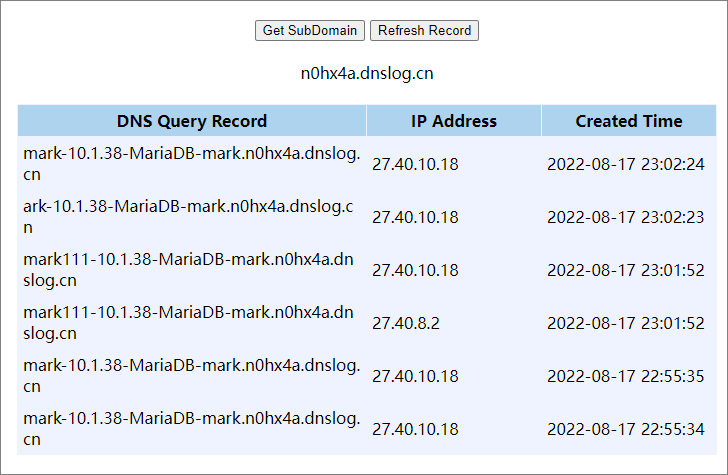 Get SubDomain Refresh Record
n0hx4a.dnslog.cn
DNS Query Record IP Address Created Time
mark-10.1.38-MariaDB-mark.n0hx4a.dnslog.
cn 27.40.10.18 2022-08-17 23:02:24
ark-10.1.38-MariaDB-mark.n0hx4a.dnslog.c
n 27.40.10.18 2022-08-17 23:02:23
mark111-10.1.38-MariaDB-mark.n0hx4a.dn
slog.cn 27.40.10.18 2022-08-17 23:01:52
mark111-10.1.38-MariaDB-mark.n0hx4a.dn
slog.cn 27.40.8.2 2022-08-17 23:01:52
mark-10.1.38-MariaDB-mark.n0hx4a.dnslog.
cn 27.40.10.18 2022-08-17 22:55:35
mark-10.1.38-MariaDB-mark.n0hx4a.dnslog.
cn 27.40.10.18 2022-08-17 22:55:34